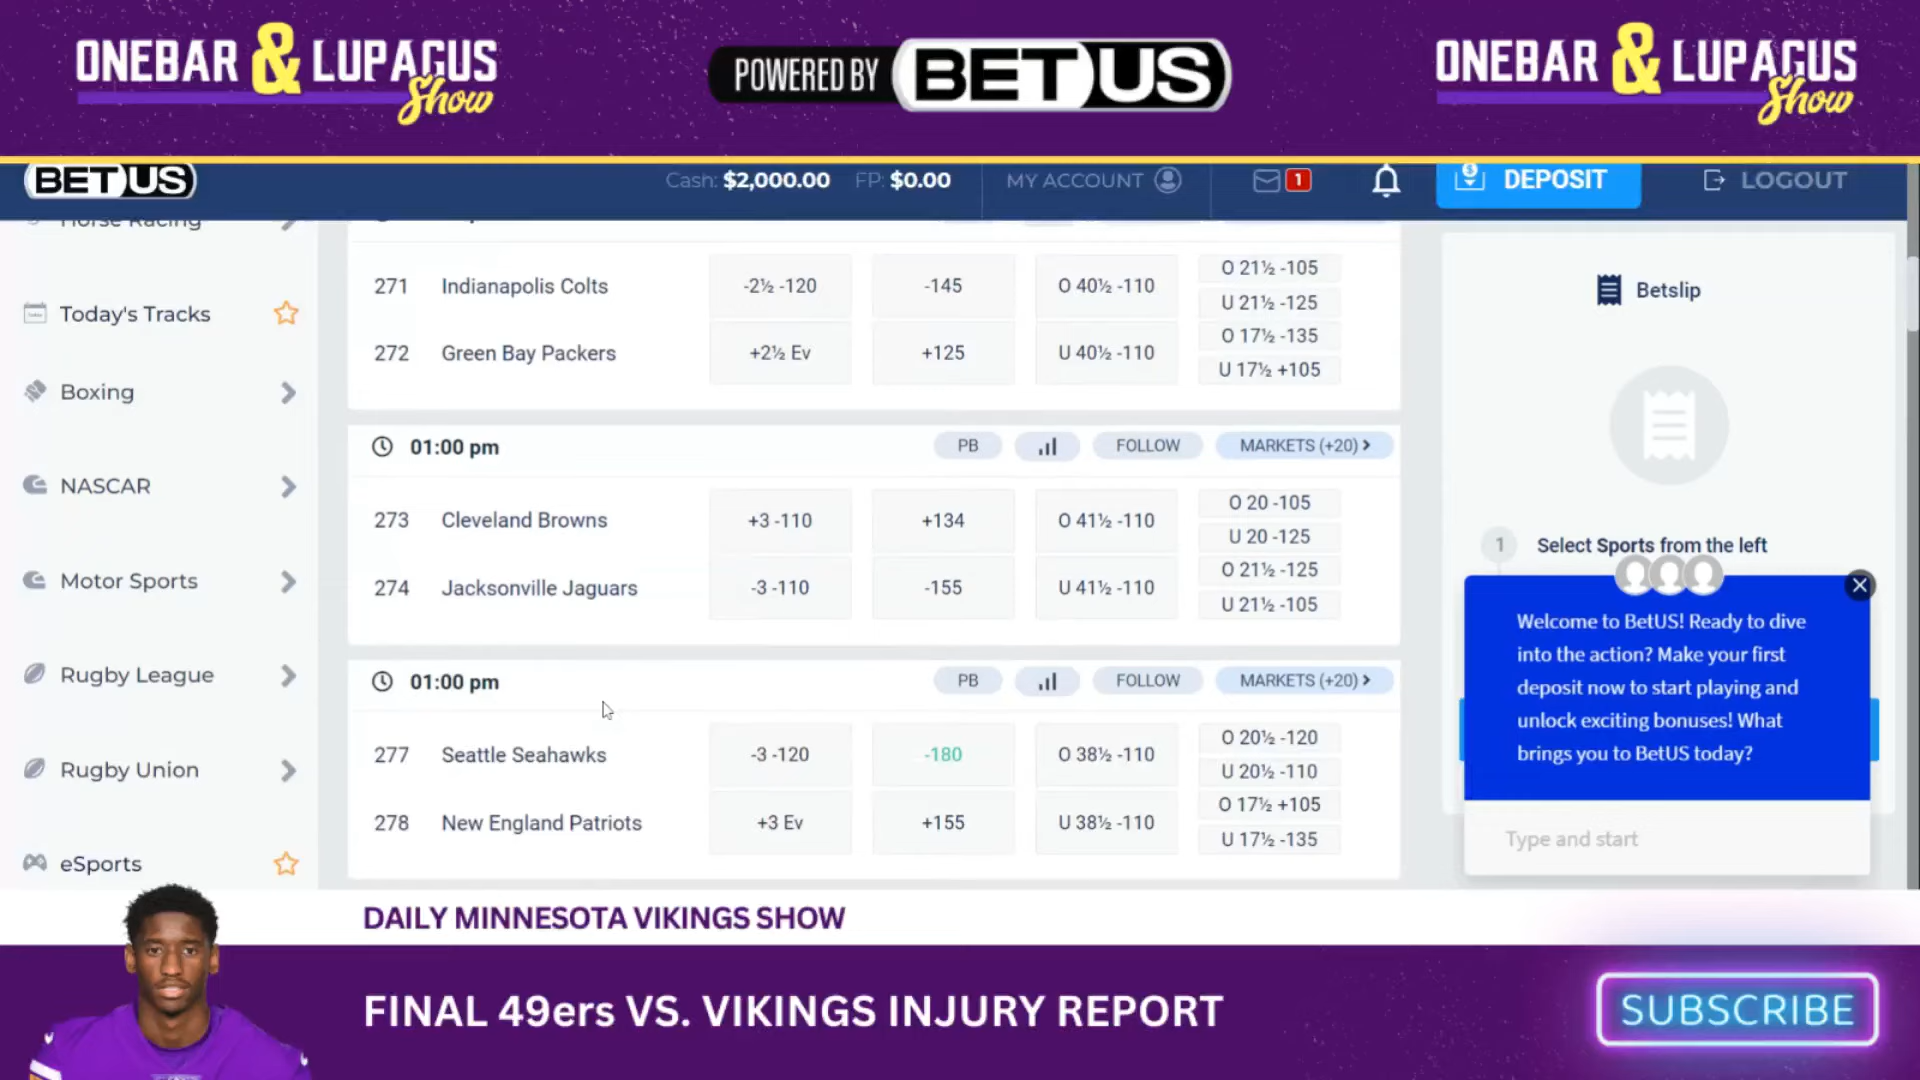 ONEBAR & LUPAGUS Show
POWERED BY BETUS
ONEBAR & LUPAGUS Show
BETUS
Cash: $2,000.00 FP: $0.00
MY ACCOUNT
1
DEPOSIT
LOGOUT
Horse Racing
Today's Tracks
Boxing
NASCAR
Motor Sports
Rugby League
Rugby Union
eSports
271 Indianapolis Colts -2½ -120 -145 O 40½ -110 O 21½ -105
U 21½ -125
272 Green Bay Packers +2½ Ev +125 U 40½ -110 O 17½ -135
U 17½ +105
01:00 pm PB FOLLOW MARKETS (+20)
273 Cleveland Browns +3 -110 +134 O 41½ -110 O 20 -105
U 20 -125
274 Jacksonville Jaguars -3 -110 -155 U 41½ -110 O 21½ -125
U 21½ -105
01:00 pm PB FOLLOW MARKETS (+20)
277 Seattle Seahawks -3 -120 -180 O 38½ -110 O 20½ -120
U 20½ -110
278 New England Patriots +3 Ev +155 U 38½ -110 O 17½ +105
U 17½ -135
Betslip
1 Select Sports from the left
Welcome to BetUS! Ready to dive
into the action? Make your first
deposit now to start playing and
unlock exciting bonuses! What
brings you to BetUS today?
Type and start
DAILY MINNESOTA VIKINGS SHOW
FINAL 49ers VS. VIKINGS INJURY REPORT
SUBSCRIBE